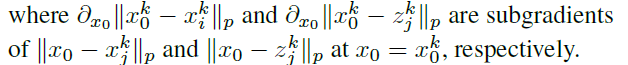 where ∂_{x_0}‖x_0^k − x_i^k‖_p and ∂_{x_0}‖x_0^k − z_j^k‖_p are subgradients
of ‖x_0 − x_i^k‖_p and ‖x_0 − z_j^k‖_p at x_0 = x_0^k, respectively.